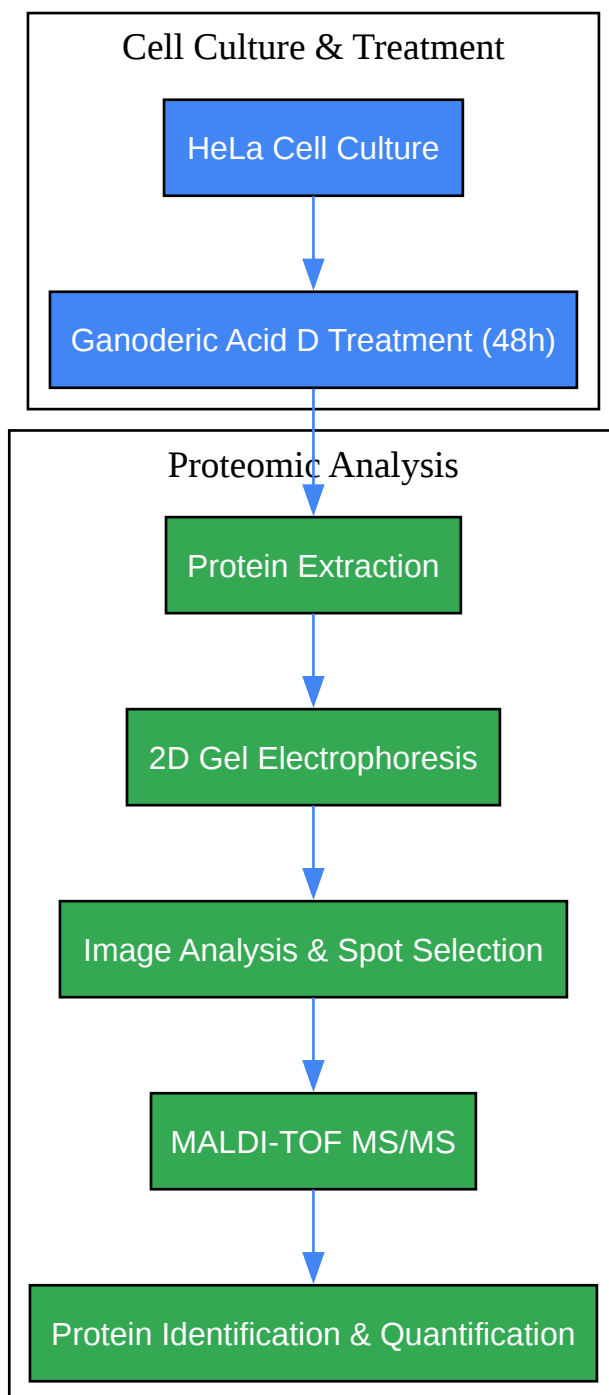 Cell Culture & Treatment
HeLa Cell Culture
Ganoderic Acid D Treatment (48h)
Proteomic Analysis
Protein Extraction
2D Gel Electrophoresis
Image Analysis & Spot Selection
MALDI-TOF MS/MS
Protein Identification & Quantification